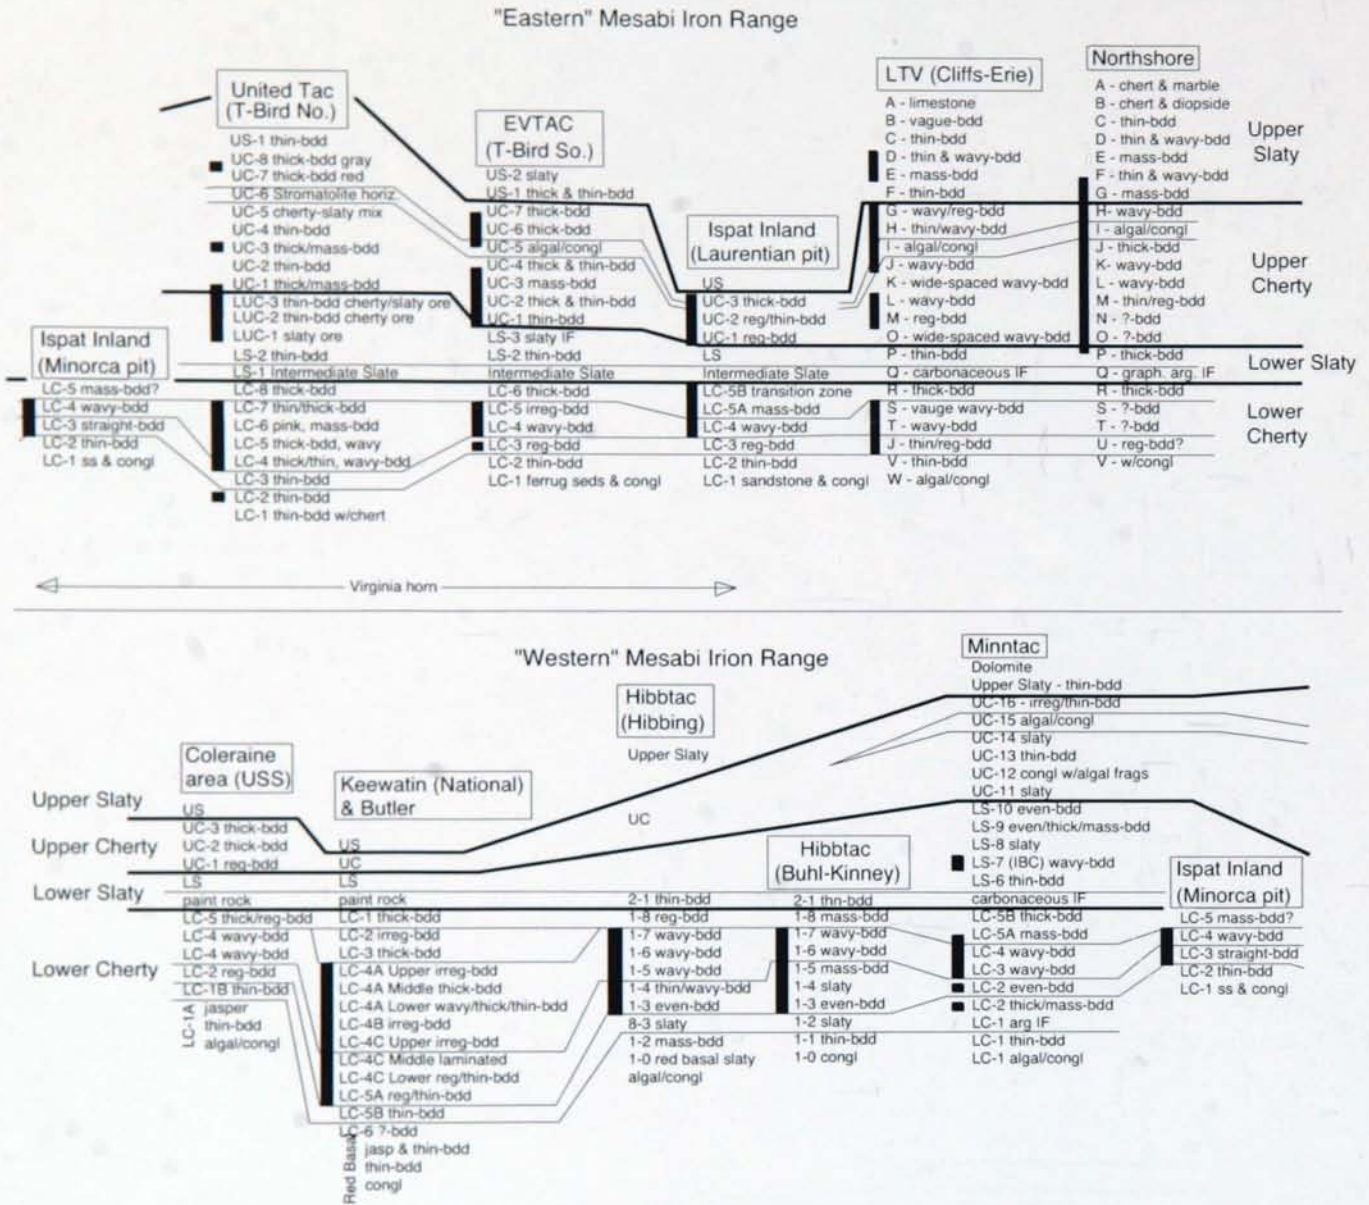 "Eastern" Mesabi Iron Range
United Tac
(T-Bird No.)
US-1 thin-bdd
UC-8 thick-bdd gray
UC-7 thick-bdd red
UC-6 Stromatolite horiz.
UC-5 cherty-slaty mix
UC-4 thin-bdd
UC-3 thick/mass-bdd
UC-2 thin-bdd
UC-1 thick/mass-bdd
LUC-3 thin-bdd cherty/slaty ore
LUC-2 thin-bdd cherty ore
LUC-1 slaty ore
LS-2 thin-bdd
LS-1 Intermediate Slate
LC-8 thick-bdd
LC-7 thin/thick-bdd
LC-6 pink, mass-bdd
LC-5 thick-bdd, wavy
LC-4 thick/thin, wavy-bdd
LC-3 thin-bdd
LC-2 thin-bdd
LC-1 thin-bdd w/chert
Ispat Inland
(Minorca pit)
LC-5 mass-bdd?
LC-4 wavy-bdd
LC-3 straight-bdd
LC-2 thin-bdd
LC-1 ss & congl
EVTAC
(T-Bird So.)
US-2 slaty
US-1 thick & thin-bdd
UC-7 thick-bdd
UC-6 thick-bdd
UC-5 algal/congl
UC-4 thick & thin-bdd
UC-3 mass-bdd
UC-2 thick & thin-bdd
UC-1 thin-bdd
LS-3 slaty IF
LS-2 thin-bdd
Intermediate Slate
LC-6 thick-bdd
LC-5 irreg-bdd
LC-4 wavy-bdd
LC-3 reg-bdd
LC-2 thin-bdd
LC-1 ferrug seds & congl
Ispat Inland
(Laurentian pit)
US
UC-3 thick-bdd
UC-2 reg/thin-bdd
UC-1 reg-bdd
LS
Intermediate Slate
LC-5B transition zone
LC-5A mass-bdd
LC-4 wavy-bdd
LC-3 reg-bdd
LC-2 thin-bdd
LC-1 sandstone & congl
LTV (Cliffs-Erie)
A - limestone
B - vague-bdd
C - thin-bdd
D - thin & wavy-bdd
E - mass-bdd
F - thin-bdd
G - wavy/reg-bdd
H - thin/wavy-bdd
I - algal/congl
J - wavy-bdd
K - wide-spaced wavy-bdd
L - wavy-bdd
M - reg-bdd
O - wide-spaced wavy-bdd
P - thin-bdd
Q - carbonaceous IF
R - thick-bdd
S - vauge wavy-bdd
T - wavy-bdd
J - thin/reg-bdd
V - thin-bdd
W - algal/congl
Northshore
A - chert & marble
B - chert & diopside
C - thin-bdd
D - thin & wavy-bdd
E - mass-bdd
F - thin & wavy-bdd
G - mass-bdd
H- wavy-bdd
I - algal/congl
J - thick-bdd
K- wavy-bdd
L - wavy-bdd
M - thin/reg-bdd
N - ?-bdd
O - ?-bdd
P - thick-bdd
Q - graph. arg. IF
R - thick-bdd
S - ?-bdd
T - ?-bdd
U - reg-bdd?
V - w/congl
Upper
Slaty
Upper
Cherty
Lower Slaty
Lower
Cherty
Virginia horn
"Western" Mesabi Irion Range
Upper Slaty
Upper Cherty
Lower Slaty
Lower Cherty
Coleraine
area (USS)
US
UC-3 thick-bdd
UC-2 thick-bdd
UC-1 reg-bdd
LS
paint rock
LC-5 thick/reg-bdd
LC-4 wavy-bdd
LC-4 wavy-bdd
LC-2 reg-bdd
LC-1B thin-bdd
LC-1A
jasper
thin-bdd
algal/congl
Keewatin (National)
& Butler
US
UC
LS
paint rock
LC-1 thick-bdd
LC-2 irreg-bdd
LC-3 thick-bdd
LC-4A Upper irreg-bdd
LC-4A Middle thick-bdd
LC-4A Lower wavy/thick/thin-bdd
LC-4B irreg-bdd
LC-4C Upper irreg-bdd
LC-4C Middle laminated
LC-4C Lower reg/thin-bdd
LC-5A reg/thin-bdd
LC-5B thin-bdd
LC-6 ?-bdd
Red Basal
jasp & thin-bdd
thin-bdd
congl
Hibbtac
(Hibbing)
Upper Slaty
UC
2-1 thin-bdd
1-8 reg-bdd
1-7 wavy-bdd
1-6 wavy-bdd
1-5 wavy-bdd
1-4 thin/wavy-bdd
1-3 even-bdd
8-3 slaty
1-2 mass-bdd
1-0 red basal slaty
algal/congl
Hibbtac
(Buhl-Kinney)
2-1 thn-bdd
1-8 mass-bdd
1-7 wavy-bdd
1-6 wavy-bdd
1-5 mass-bdd
1-4 slaty
1-3 even-bdd
1-2 slaty
1-1 thin-bdd
1-0 congl
Minntac
Dolomite
Upper Slaty - thin-bdd
UC-16 - irreg/thin-bdd
UC-15 algal/congl
UC-14 slaty
UC-13 thin-bdd
UC-12 congl w/algal frags
UC-11 slaty
LS-10 even-bdd
LS-9 even/thick/mass-bdd
LS-8 slaty
LS-7 (IBC) wavy-bdd
LS-6 thin-bdd
carbonaceous IF
LC-5B thick-bdd
LC-5A mass-bdd
LC-4 wavy-bdd
LC-3 wavy-bdd
LC-2 even-bdd
LC-2 thick/mass-bdd
LC-1 arg IF
LC-1 thin-bdd
LC-1 algal/congl
Ispat Inland
(Minorca pit)
LC-5 mass-bdd?
LC-4 wavy-bdd
LC-3 straight-bdd
LC-2 thin-bdd
LC-1 ss & congl